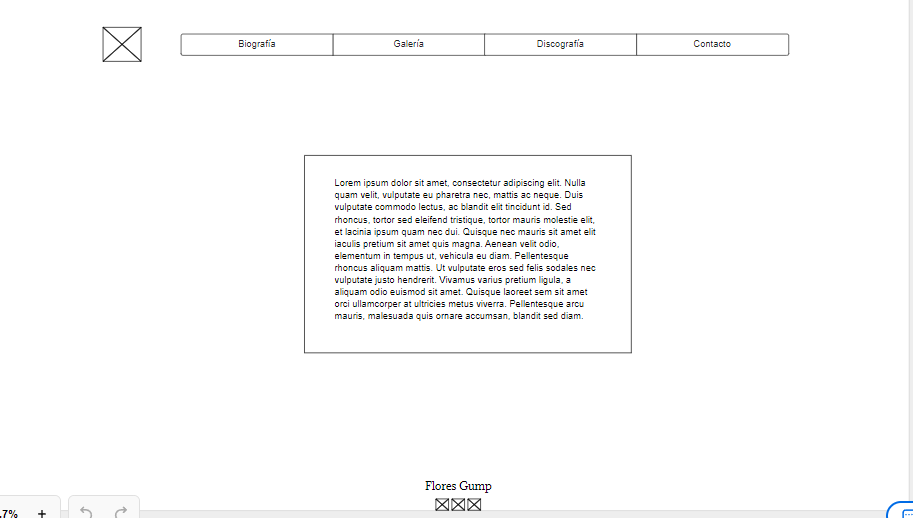 Biografía
Galería
Discografía
Contacto
Lorem ipsum dolor sit amet, consectetur adipiscing elit. Nulla
quam velit, vulputate eu pharetra nec, mattis ac neque. Duis
vulputate commodo lectus, ac blandit elit tincidunt id. Sed
rhoncus, tortor sed eleifend tristique, tortor mauris molestie elit,
et lacinia ipsum quam nec dui. Quisque nec mauris sit amet elit
iaculis pretium sit amet quis magna. Aenean velit odio,
elementum in tempus ut, vehicula eu diam. Pellentesque
rhoncus aliquam mattis. Ut vulputate eros sed felis sodales nec
vulputate justo hendrerit. Vivamus varius pretium ligula, a
aliquam odio euismod sit amet. Quisque laoreet sem sit amet
orci ullamcorper at ultricies metus viverra. Pellentesque arcu
mauris, malesuada quis ornare accumsan, blandit sed diam.
Flores Gump
.7% +